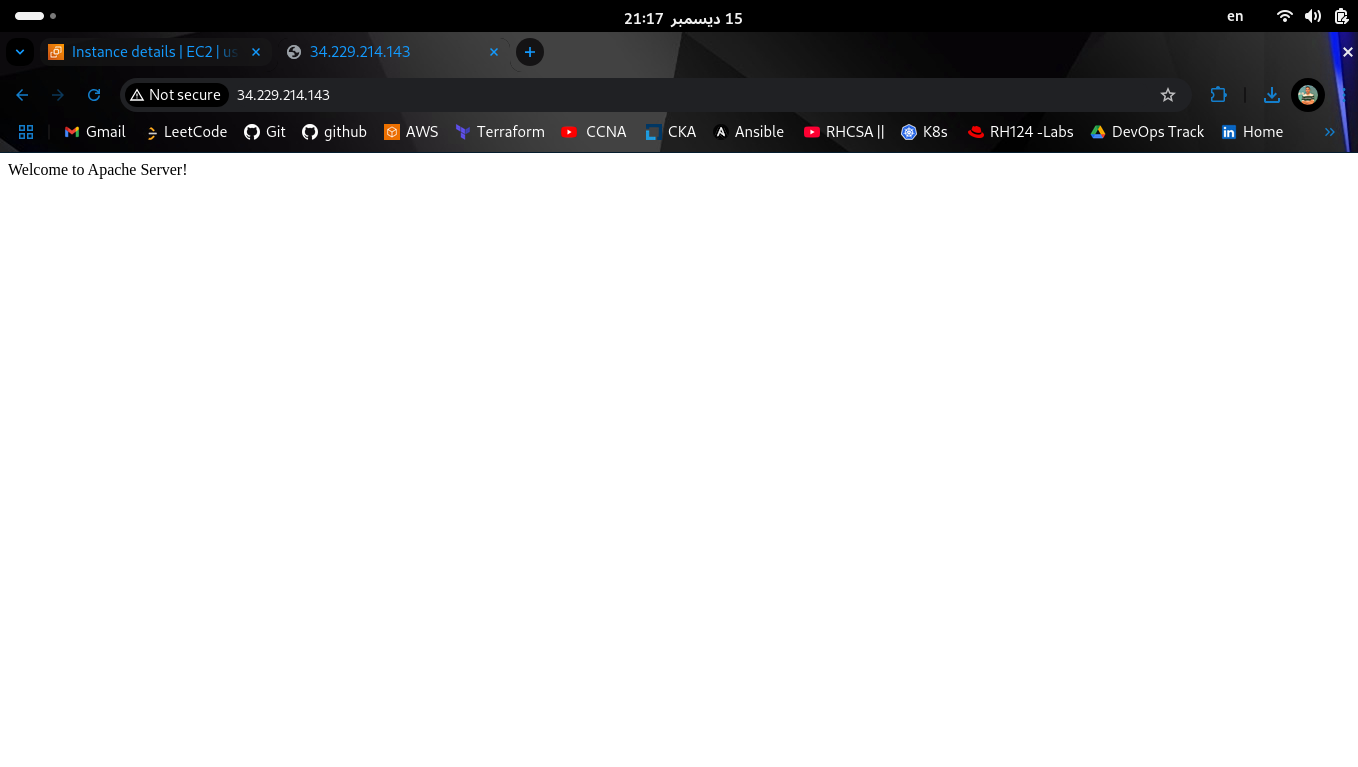 15 ديسمبر 21:17
en
Instance details | EC2 | us
34.229.214.143
Not secure 34.229.214.143
Gmail LeetCode Git github AWS Terraform CCNA CKA Ansible RHCSA || K8s RH124 -Labs DevOps Track Home
Welcome to Apache Server!